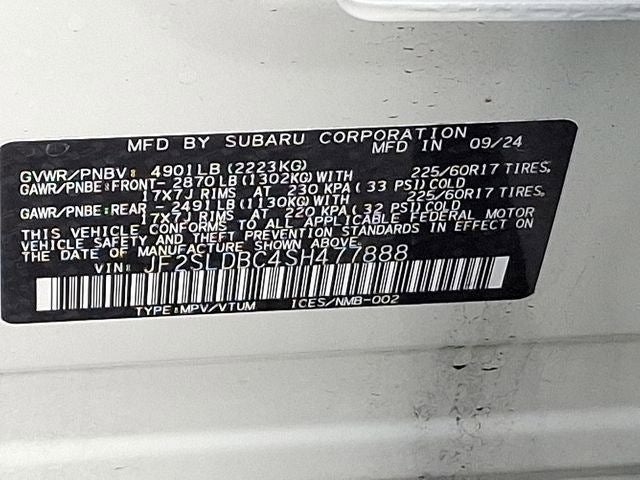 MFD BY SUBARU CORPORATION
MFD IN 09/24
GVWR/PNBV: 4901LB(2223KG)
GAWR/PNBE:FRONT- 2870LB(1302KG)WITH 225/60R17 TIRES,
17X7J RIMS AT 230 KPA(33 PSI)COLD
GAWR/PNBE:REAR -2491LB(1130KG)WITH 225/60R17 TIRES,
17X7J RIMS AT 220 KPA(32 PSI)COLD
THIS VEHICLE CONFORMS TO ALL APPLICABLE FEDERAL MOTOR
VEHICLE SAFETY AND THEFT PREVENTION STANDARDS IN EFFECT ON
THE DATE OF MANUFACTURE SHOWN ABOVE.
VIN: JF2SLDBC4SH477888
TYPE:MPV/VTUM ICES/NMB-002